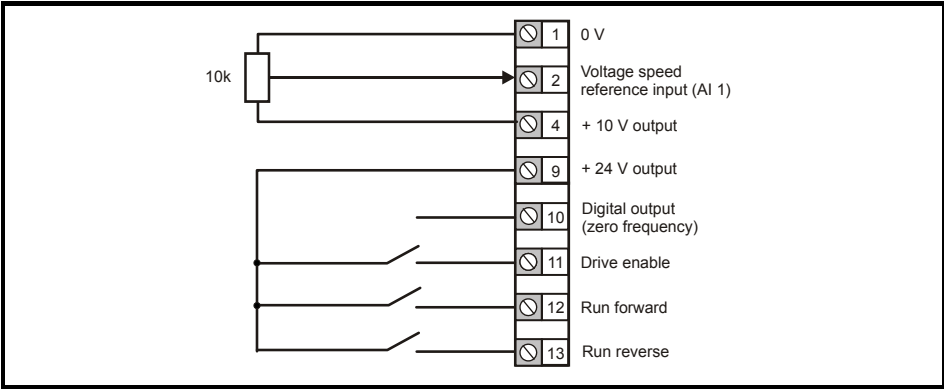 1 0 V
10k
2 Voltage speed
reference input (AI 1)
4 + 10 V output
9 + 24 V output
10 Digital output
(zero frequency)
11 Drive enable
12 Run forward
13 Run reverse